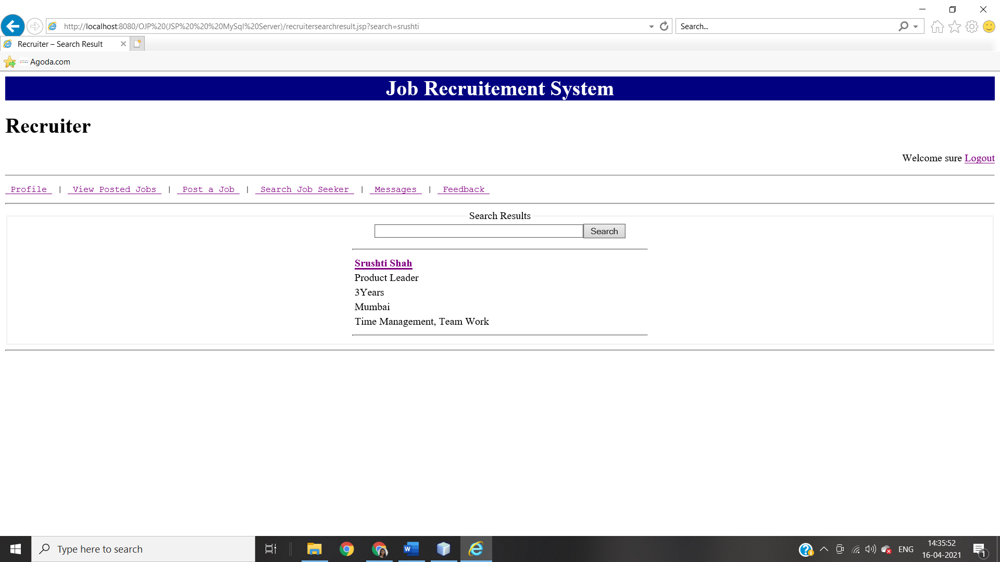 http://localhost:8080/OJP%20(JSP%20%20%20MySql%20Server)/recruitersearchresult.jsp?search=srushti
Search...
Recruiter – Search Result
Agoda.com
Job Recruitement System
Recruiter
Welcome sure Logout
Profile | View Posted Jobs | Post a Job | Search Job Seeker | Messages | Feedback
Search Results
Search
Srushti Shah
Product Leader
3Years
Mumbai
Time Management, Team Work
Type here to search
ENG
14:35:52
16-04-2021
1